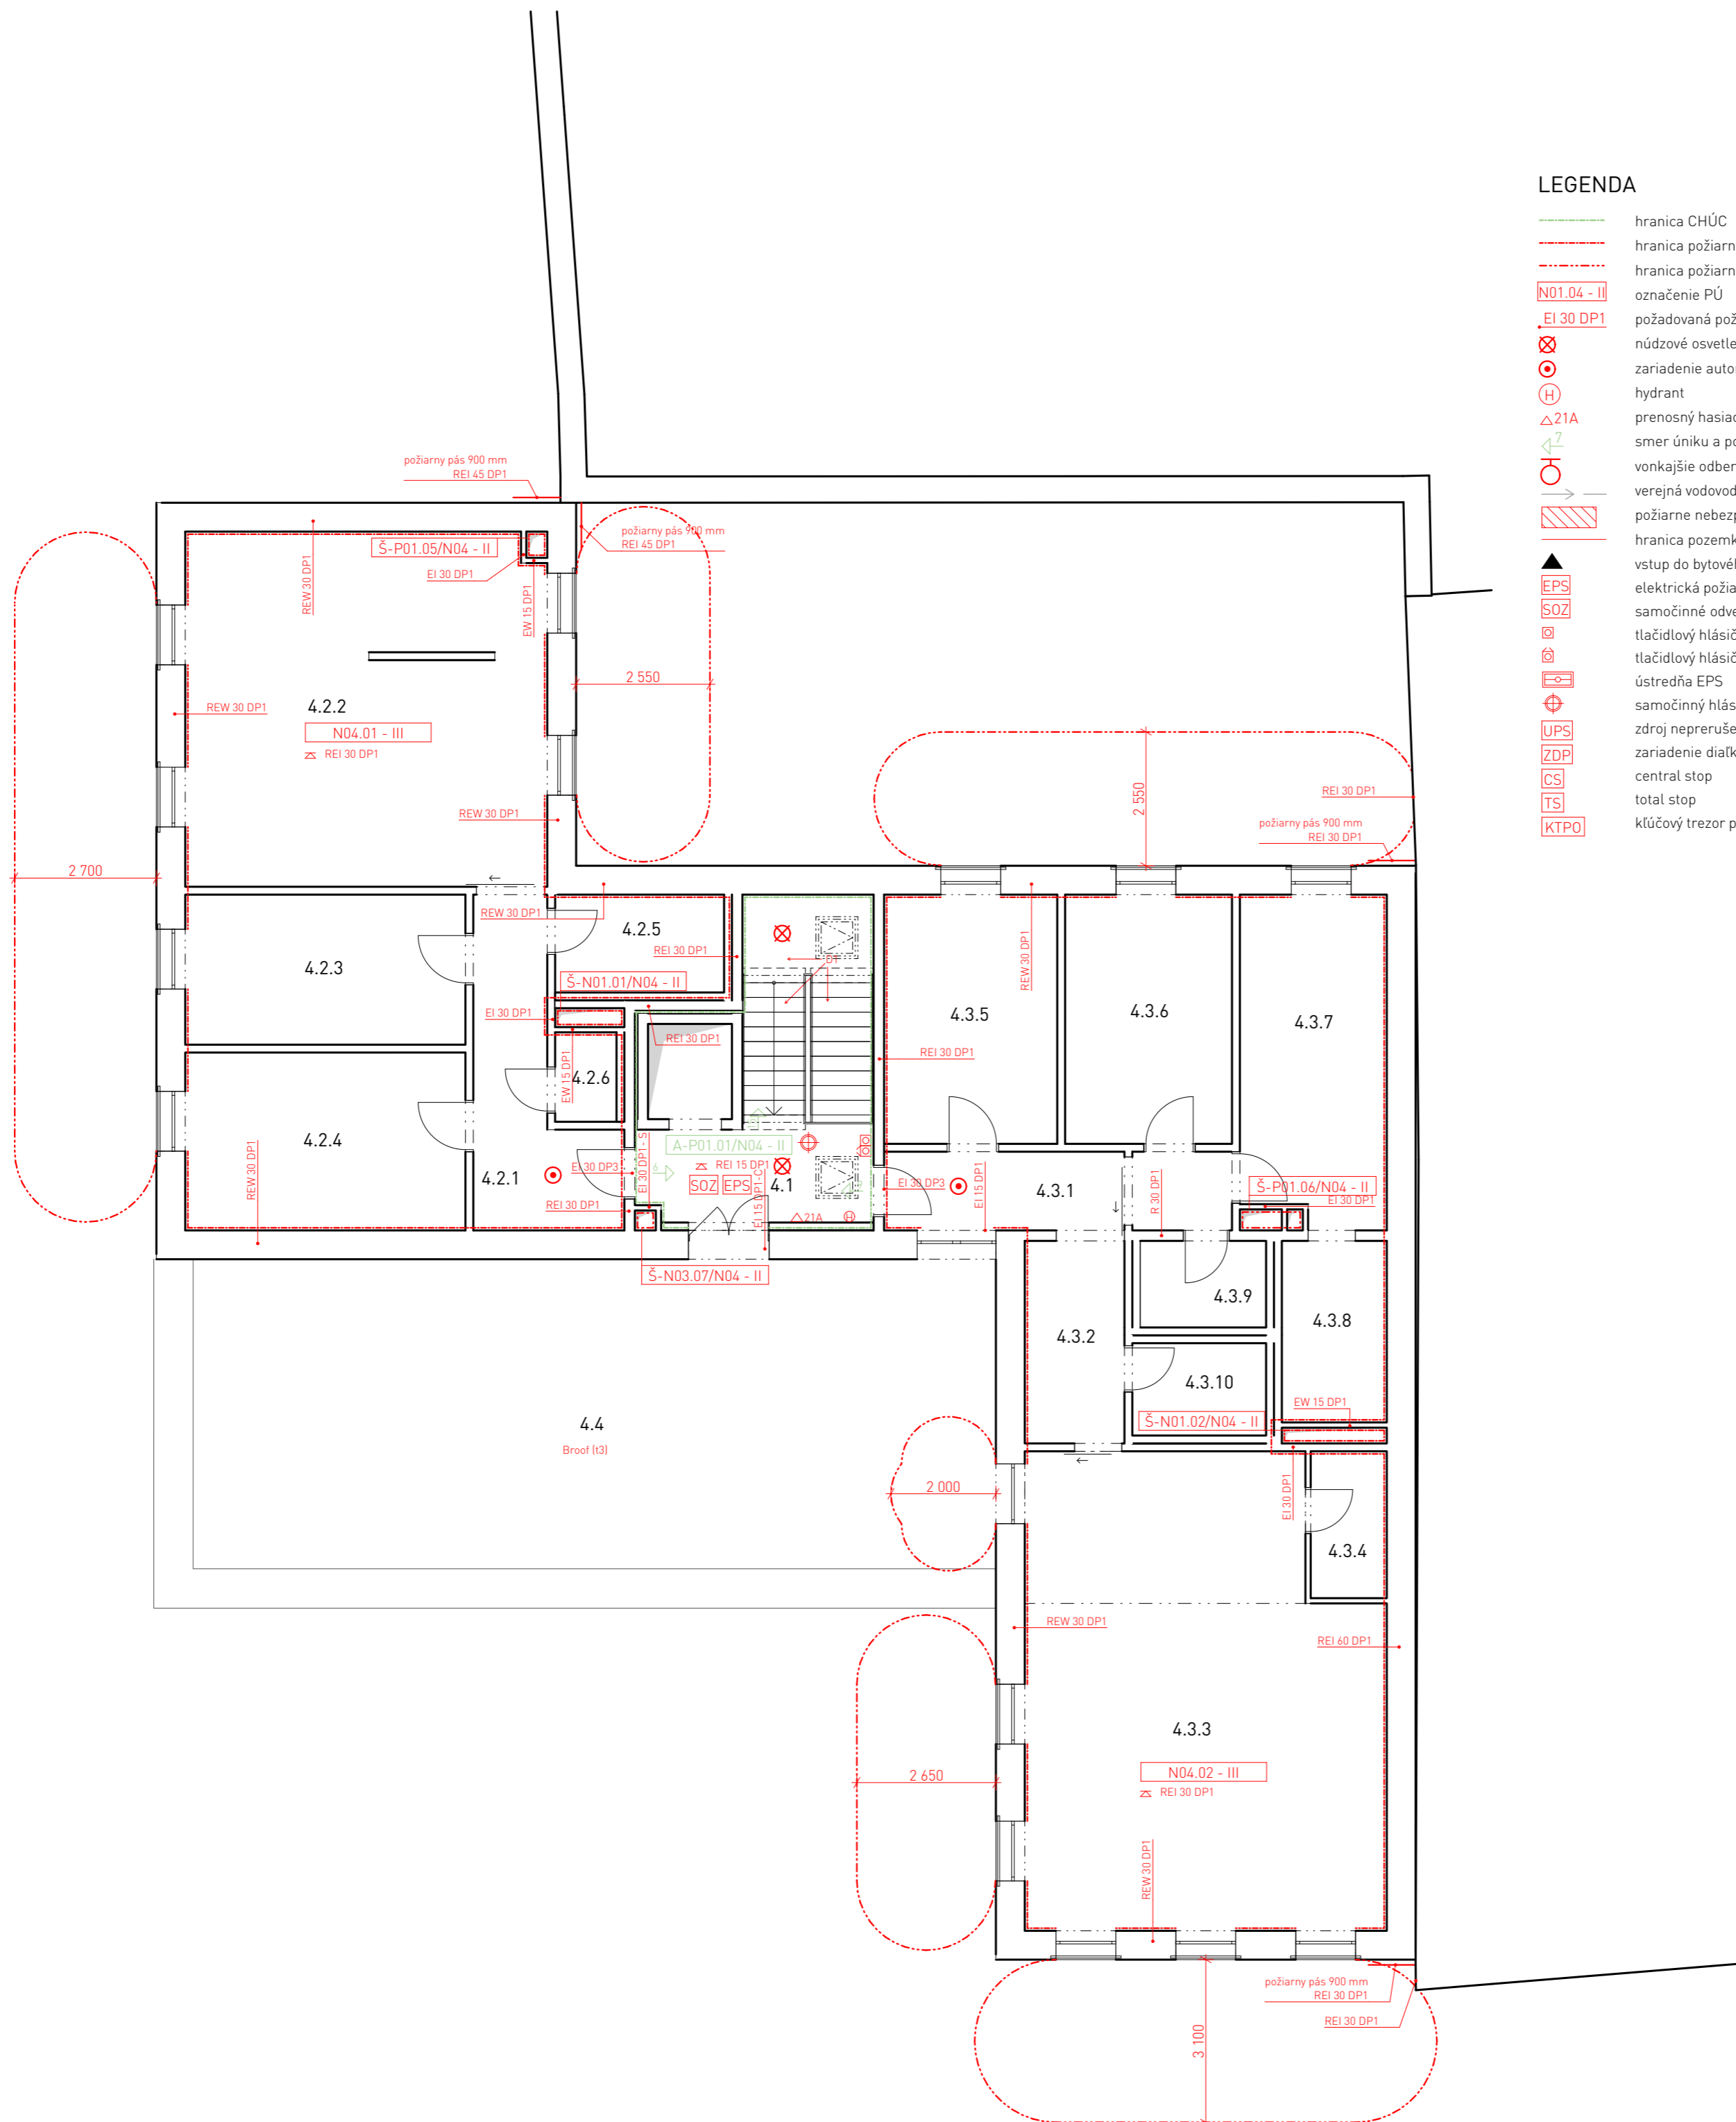 LEGENDA
hranica CHÚC
hranica požiarn
hranica požiarn
N01.04 - II označenie PÚ
EI 30 DP1 požadovaná pož
núdzové osvetle
zariadenie auto
H hydrant
21A prenosný hasiac
7 smer úniku a po
vonkajšie odber
verejná vodovod
požiarne nebezp
hranica pozemk
vstup do bytové
EPS elektrická požia
SOZ samočinné odve
tlačidlový hlásič
tlačidlový hlásič
ústredňa EPS
samočinný hlás
UPS zdroj neprerušе
ZDP zariadenie diaľk
CS central stop
TS total stop
KTPO kľúčový trezor p
požiarny pás 900 mm
REI 45 DP1
požiarny pás 900 mm
REI 45 DP1
Š-P01.05/N04 - II
EI 30 DP1
REW 30 DP1
EW 15 DP1
2 550
4.2.2
REW 30 DP1
N04.01 - III
REI 30 DP1
REW 30 DP1
2 550
REI 30 DP1
požiarny pás 900 mm
REI 30 DP1
2 700
REW 30 DP1
4.2.5
REI 30 DP1
REW 30 DP1
4.2.3
Š-N01.01/N04 - II
EI 30 DP1
REI 30 DP1
EW 15 DP1
4.2.6
4.3.5
4.3.6
4.3.7
REI 30 DP1
4.2.4
REW 30 DP1
A-P01.01/N04 - II
EI 30 DP3
EI 30 DP1- S
6
REI 15 DP1
SOZ
EPS
4.1
EI 15 DP1-C
4.2.1
REI 30 DP1
21A
H
EI 30 DP3
EI 15 DP1
4.3.1
R 30 DP1
Š-P01.06/N04 - II
EI 30 DP1
Š-N03.07/N04 - II
4.3.9
4.3.8
4.3.2
4.3.10
Š-N01.02/N04 - II
EW 15 DP1
4.4
Broof (t3)
2 000
EI 30 DP1
4.3.4
REW 30 DP1
REI 60 DP1
4.3.3
N04.02 - III
REI 30 DP1
2 650
REW 30 DP1
požiarny pás 900 mm
REI 30 DP1
REI 30 DP1
3 100